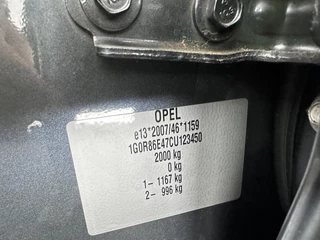 OPEL
e13*2007/46*1159
1G0R86E47CU123450
2000 kg
0 kg
1- 1167 kg
2- 996 kg